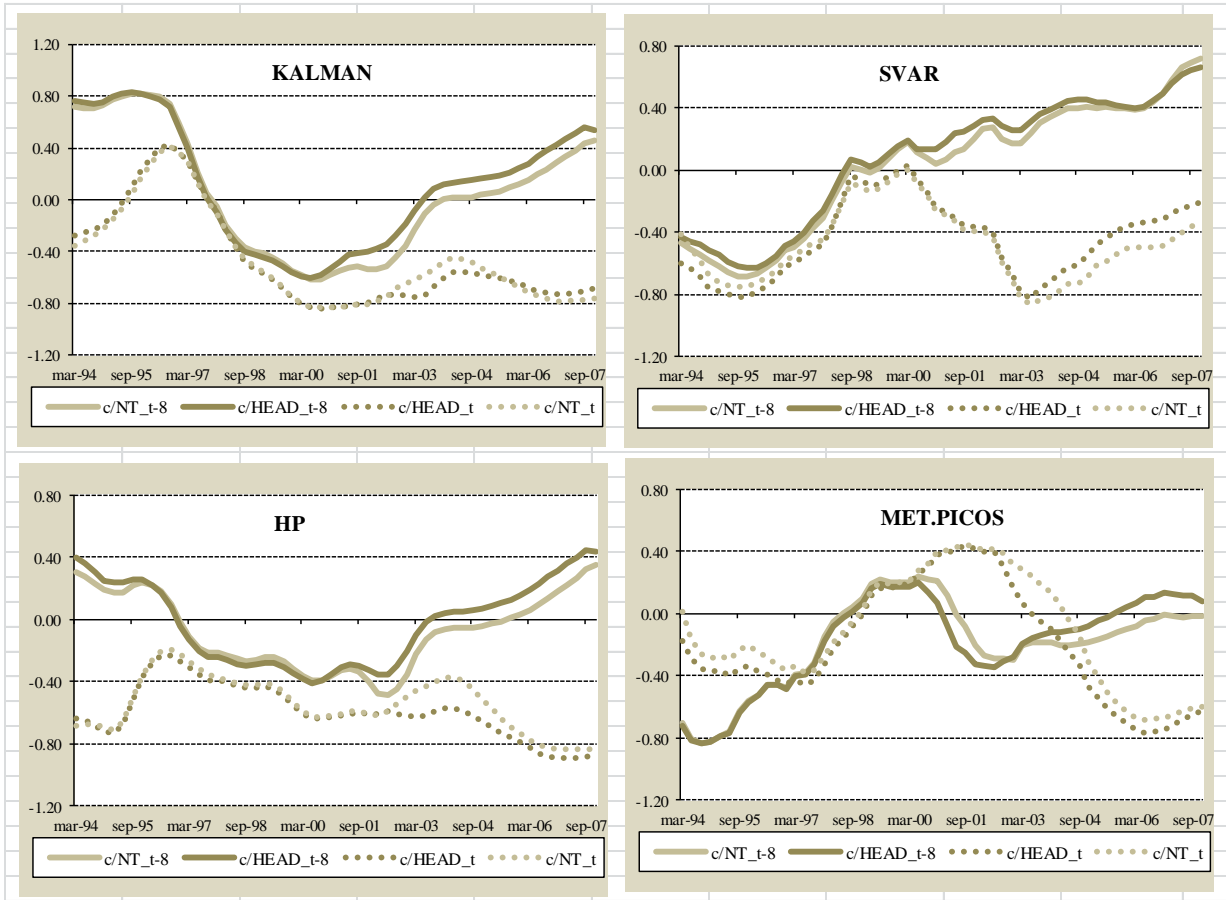 KALMAN
1.20
0.80
0.40
0.00
-0.40
-0.80
-1.20
mar-94 sep-95 mar-97 sep-98 mar-00 sep-01 mar-03 sep-04 mar-06 sep-07
c/NT_t-8 c/HEAD_t-8 c/HEAD_t c/NT_t
SVAR
0.80
0.40
0.00
-0.40
-0.80
-1.20
mar-94 sep-95 mar-97 sep-98 mar-00 sep-01 mar-03 sep-04 mar-06 sep-07
c/NT_t-8 c/HEAD_t-8 c/HEAD_t c/NT_t
HP
0.80
0.40
0.00
-0.40
-0.80
-1.20
mar-94 sep-95 mar-97 sep-98 mar-00 sep-01 mar-03 sep-04 mar-06 sep-07
c/NT_t-8 c/HEAD_t-8 c/HEAD_t c/NT_t
MET.PICOS
0.80
0.40
0.00
-0.40
-0.80
-1.20
mar-94 sep-95 mar-97 sep-98 mar-00 sep-01 mar-03 sep-04 mar-06 sep-07
c/NT_t-8 c/HEAD_t-8 c/HEAD_t c/NT_t